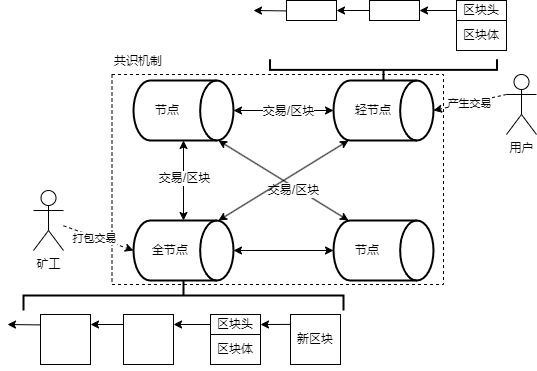 区块头
区块体
共识机制
节点
交易/区块
轻节点
产生交易
用户
交易/区块
交易/区块
矿工
打包交易
全节点
节点
区块头
区块体
新区块